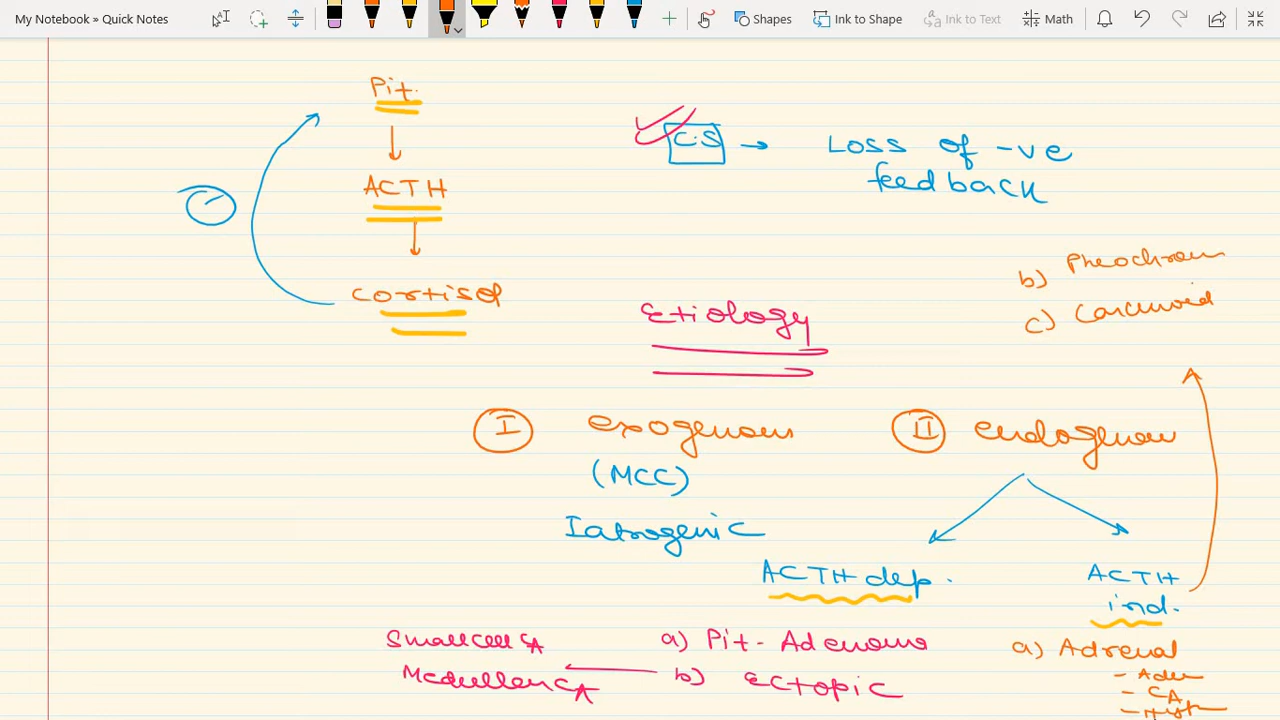 My Notebook » Quick Notes
Shapes
Ink to Shape
Ink to Text
Math
Pit.
ACTH
Cortisol
C.S → Loss of -ve
feedback
b) Pheochrom
c) Carcinoid
Etiology
I exogenous
(MCC)
Iatrogenic
II endogenous
ACTH dep.
ACTH
ind.
a) Pit. Adenoma
b) Ectopic
Small cell CA
Medullary CA
a) Adrenal
- Aden
- CA